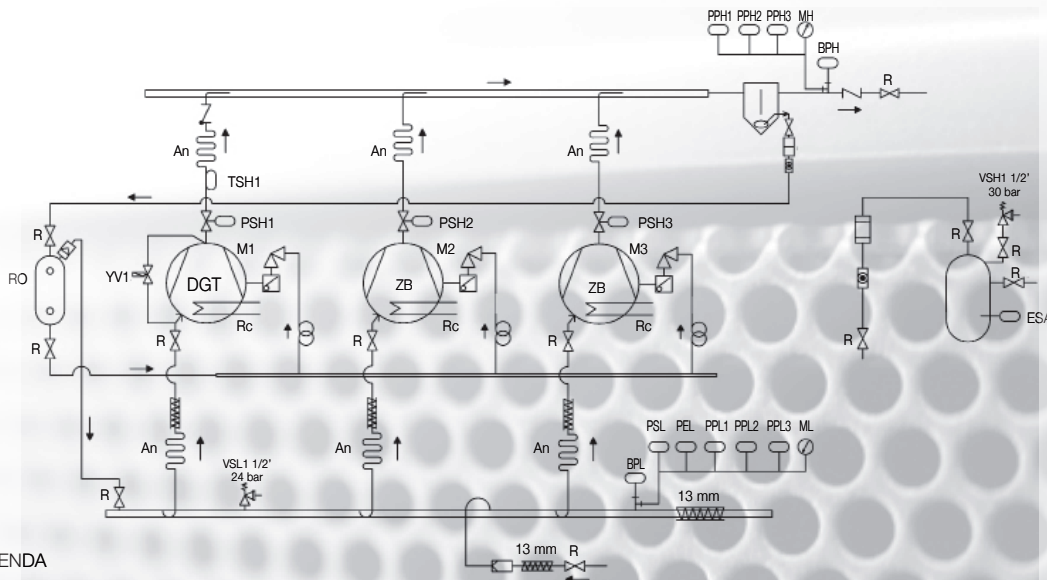 PPH1 PPH2 PPH3 MH
BPH
R
An An An
TSH1
VSH1 1/2'
30 bar
PSH1 PSH2 PSH3
R
M1 M2 M3
R
R
RO
YV1
DGT ZB ZB
R
ESA
Rc Rc Rc
R R R R
R
PSL PEL PPL1 PPL2 PPL3 ML
An An An
VSL1 1/2'
24 bar
BPL
R
13 mm
13 mm R
ENDA